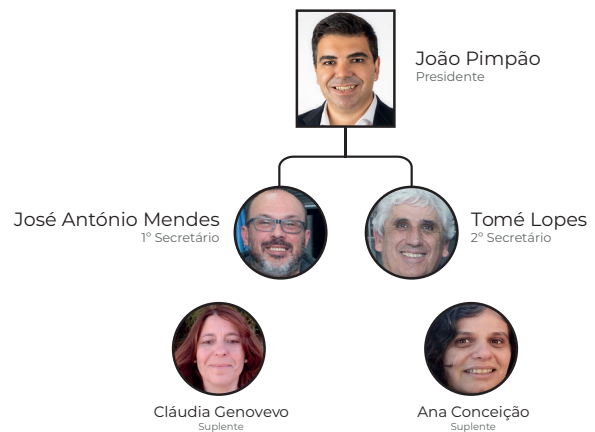 João Pimpão
Presidente
José António Mendes
1º Secretário
Tomé Lopes
2º Secretário
Cláudia Genovevo
Suplente
Ana Conceição
Suplente